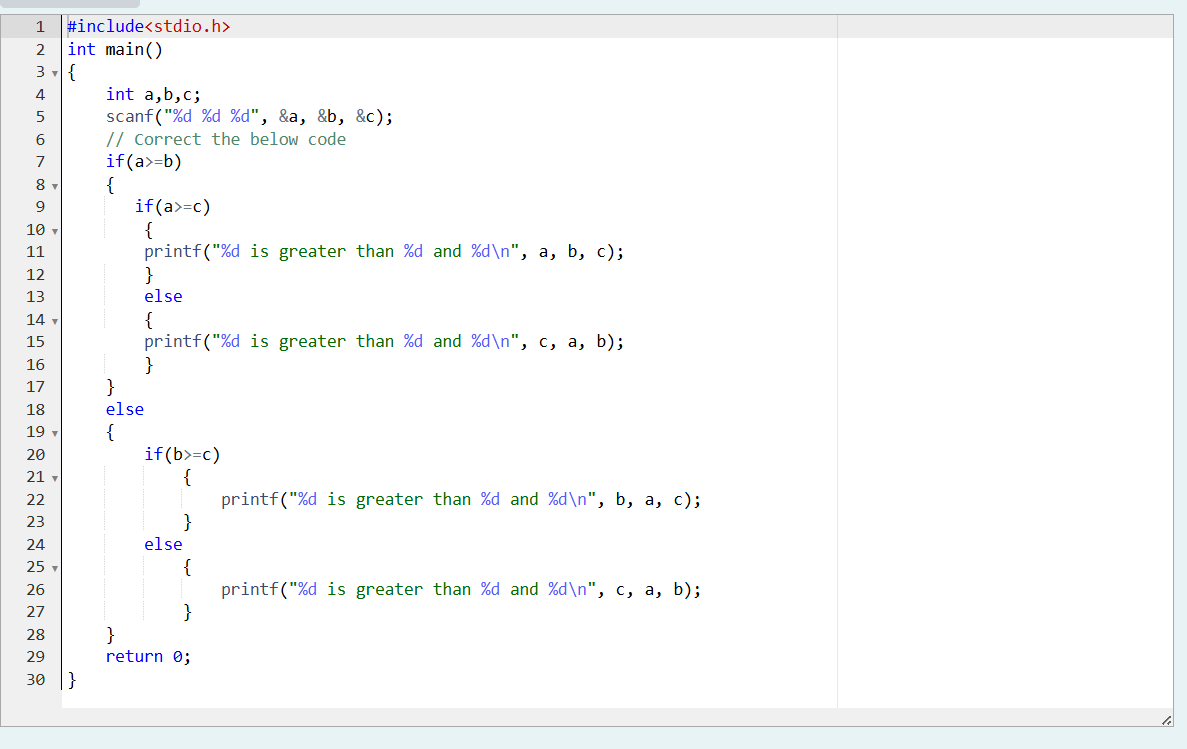 1 #include<stdio.h>
2 int main()
3 {
4     int a,b,c;
5     scanf("%d %d %d", &a, &b, &c);
6     // Correct the below code
7     if(a>=b)
8     {
9        if(a>=c)
10         {
11         printf("%d is greater than %d and %d\n", a, b, c);
12         }
13         else
14         {
15         printf("%d is greater than %d and %d\n", c, a, b);
16         }
17     }
18     else
19     {
20         if(b>=c)
21             {
22                 printf("%d is greater than %d and %d\n", b, a, c);
23             }
24         else
25             {
26                 printf("%d is greater than %d and %d\n", c, a, b);
27             }
28     }
29     return 0;
30 }